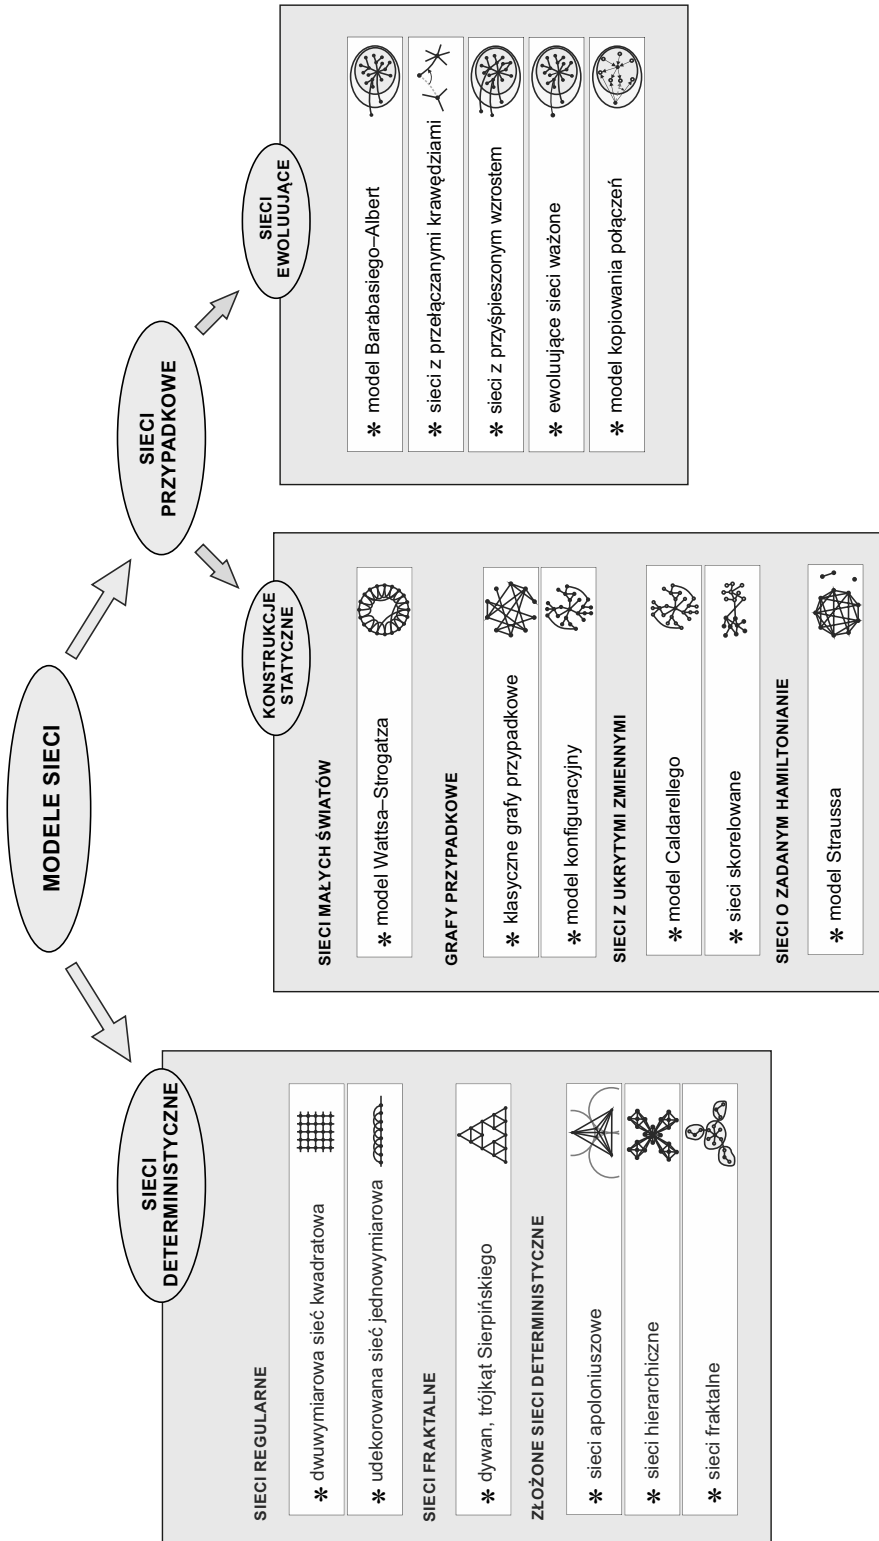 MODELE SIECI
SIECI
DETERMINISTYCZNE
SIECI REGULARNE
* dwuwymiarowa sieć kwadratowa
* udekorowana sieć jednowymiarowa
SIECI FRAKTALNE
* dywan, trójkąt Sierpińskiego
ZŁOŻONE SIECI DETERMINISTYCZNE
* sieci apoloniuszowe
* sieci hierarchiczne
* sieci fraktalne
SIECI
PRZYPADKOWE
KONSTRUKCJE
STATYCZNE
SIECI MAŁYCH ŚWIATÓW
* model Wattsa–Strogatza
GRAFY PRZYPADKOWE
* klasyczne grafy przypadkowe
* model konfiguracyjny
SIECI Z UKRYTYMI ZMIENNYMI
* model Caldarellego
* sieci skorelowane
SIECI O ZADANYM HAMILTONIANIE
* model Straussa
SIECI
EWOLUUJĄCE
* model Barabasiego–Albert
* sieci z przełączanymi krawędziami
* sieci z przyśpieszonym wzrostem
* ewoluujące sieci ważone
* model kopiowania połączeń